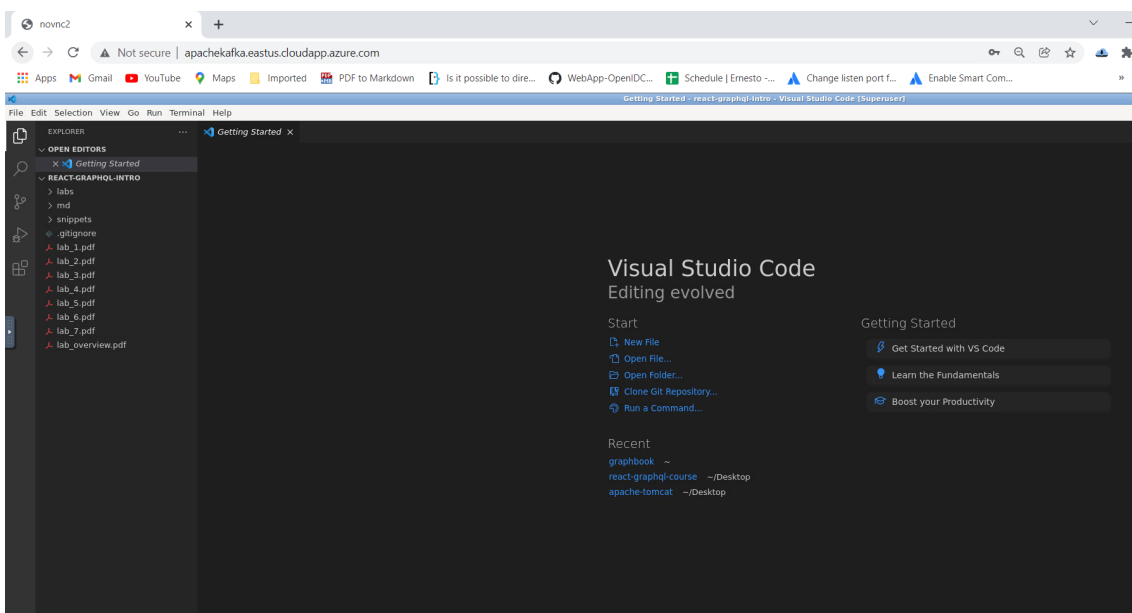 novnc2
Not secure | apachekafka.eastus.cloudapp.azure.com
Apps Gmail YouTube Maps Imported PDF to Markdown Is it possible to dire... WebApp-OpenIDC... Schedule | Ernesto -... Change listen port f... Enable Smart Com... »
Getting Started - react-graphql-intro - Visual Studio Code [Superuser]
File Edit Selection View Go Run Terminal Help
EXPLORER ...
Getting Started
OPEN EDITORS
Getting Started
REACT-GRAPHQL-INTRO
labs
md
snippets
.gitignore
lab_1.pdf
lab_2.pdf
lab_3.pdf
lab_4.pdf
lab_5.pdf
lab_6.pdf
lab_7.pdf
lab_overview.pdf
Visual Studio Code
Editing evolved
Start
New File
Open File...
Open Folder...
Clone Git Repository...
Run a Command...
Recent
graphbook ~
react-graphql-course ~/Desktop
apache-tomcat ~/Desktop
Getting Started
Get Started with VS Code
Learn the Fundamentals
Boost your Productivity